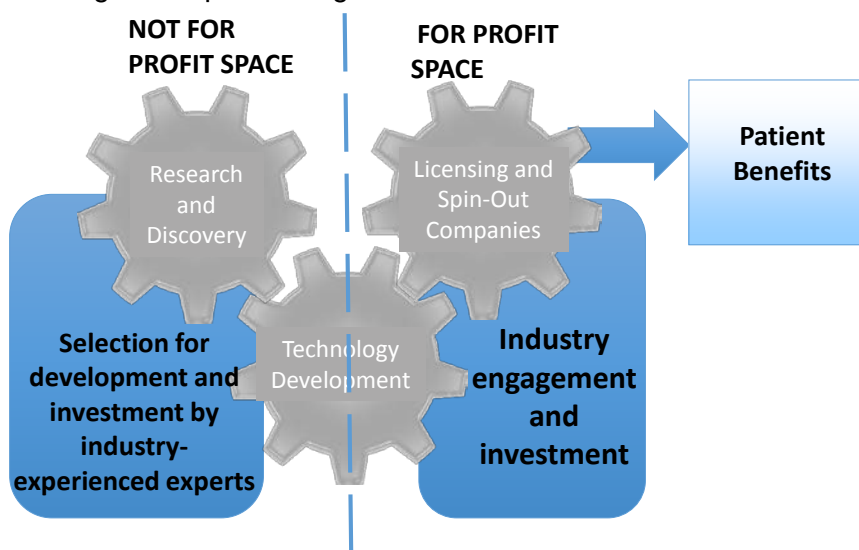 NOT FOR
PROFIT SPACE
FOR PROFIT
SPACE
Research
and
Discovery
Licensing and
Spin-Out
Companies
Patient
Benefits
Selection for
development and
investment by
industry-
experienced experts
Technology
Development
Industry
engagement
and
investment